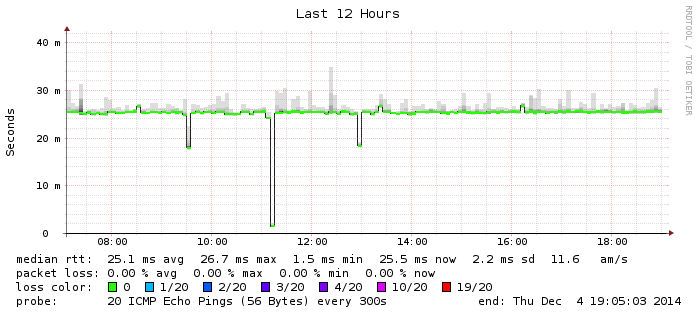 Last 12 Hours
RRDTOOL / TOBI OETIKER
Seconds
40 m
30 m
20 m
10 m
0
08:00 10:00 12:00 14:00 16:00 18:00
median rtt: 25.1 ms avg 26.7 ms max 1.5 ms min 25.5 ms now 2.2 ms sd 11.6 am/s
packet loss: 0.00 % avg 0.00 % max 0.00 % min 0.00 % now
loss color: 0 1/20 2/20 3/20 4/20 10/20 19/20
probe: 20 ICMP Echo Pings (56 Bytes) every 300s end: Thu Dec 4 19:05:03 2014